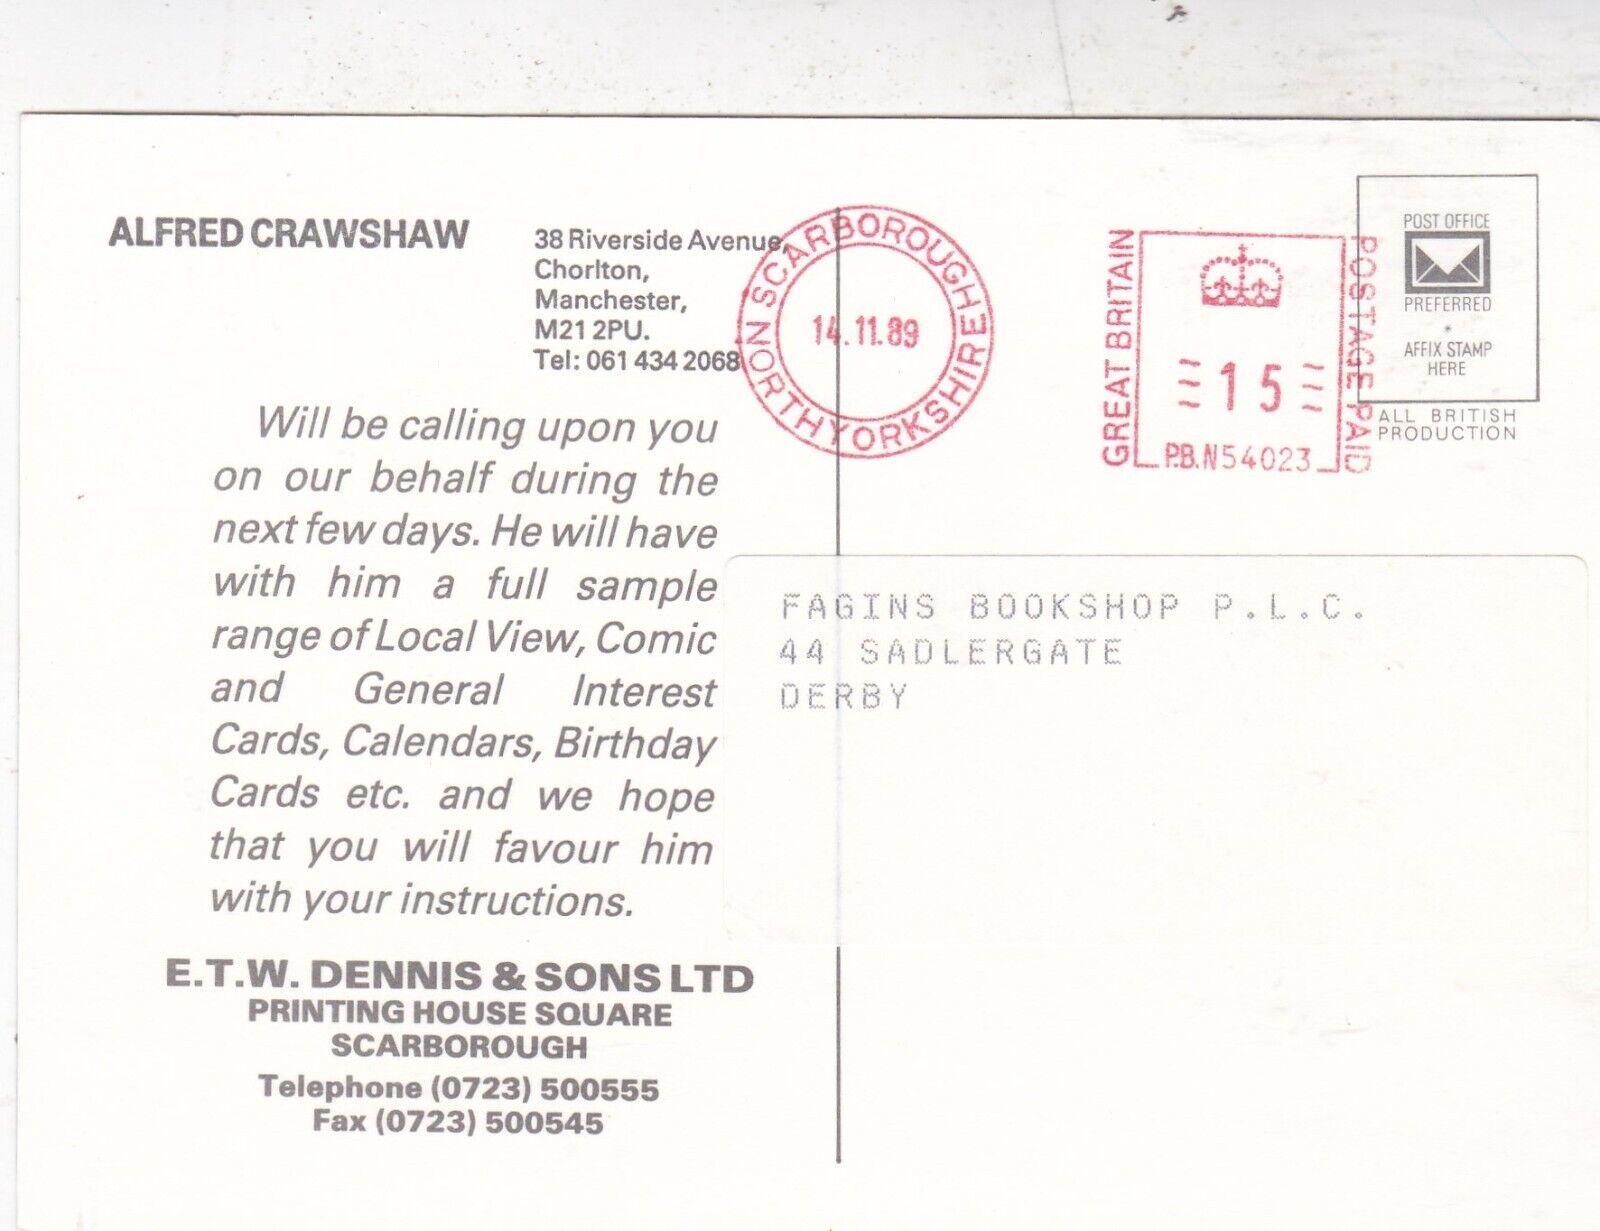 ALFRED CRAWSHAW
38 Riverside Avenue,
Chorlton,
Manchester,
M21 2PU.
Tel: 061 434 2068
Will be calling upon you
on our behalf during the
next few days. He will have
with him a full sample
range of Local View, Comic
and General Interest
Cards, Calendars, Birthday
Cards etc. and we hope
that you will favour him
with your instructions.
E.T.W. DENNIS & SONS LTD
PRINTING HOUSE SQUARE
SCARBOROUGH
Telephone (0723) 500555
Fax (0723) 500545
SCARBOROUGH
NORTH YORKSHIRE
14.11.89
GREAT BRITAIN
15
P.B.N54023
POSTAGE PAID
POST OFFICE
PREFERRED
AFFIX STAMP
HERE
ALL BRITISH
PRODUCTION
FAGINS BOOKSHOP P.L.C.
44 SADLERGATE
DERBY